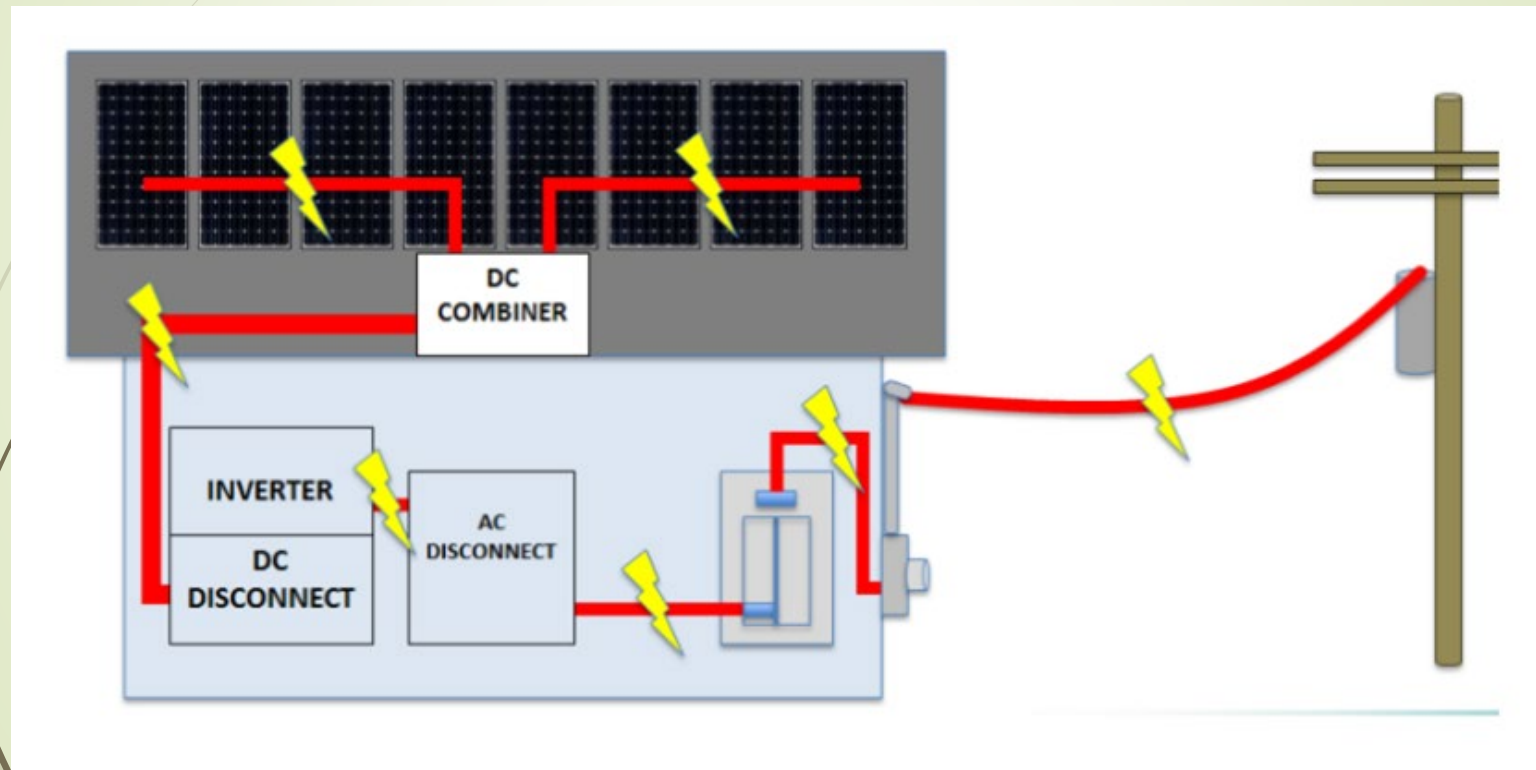 DC
COMBINER
INVERTER
DC
DISCONNECT
AC
DISCONNECT